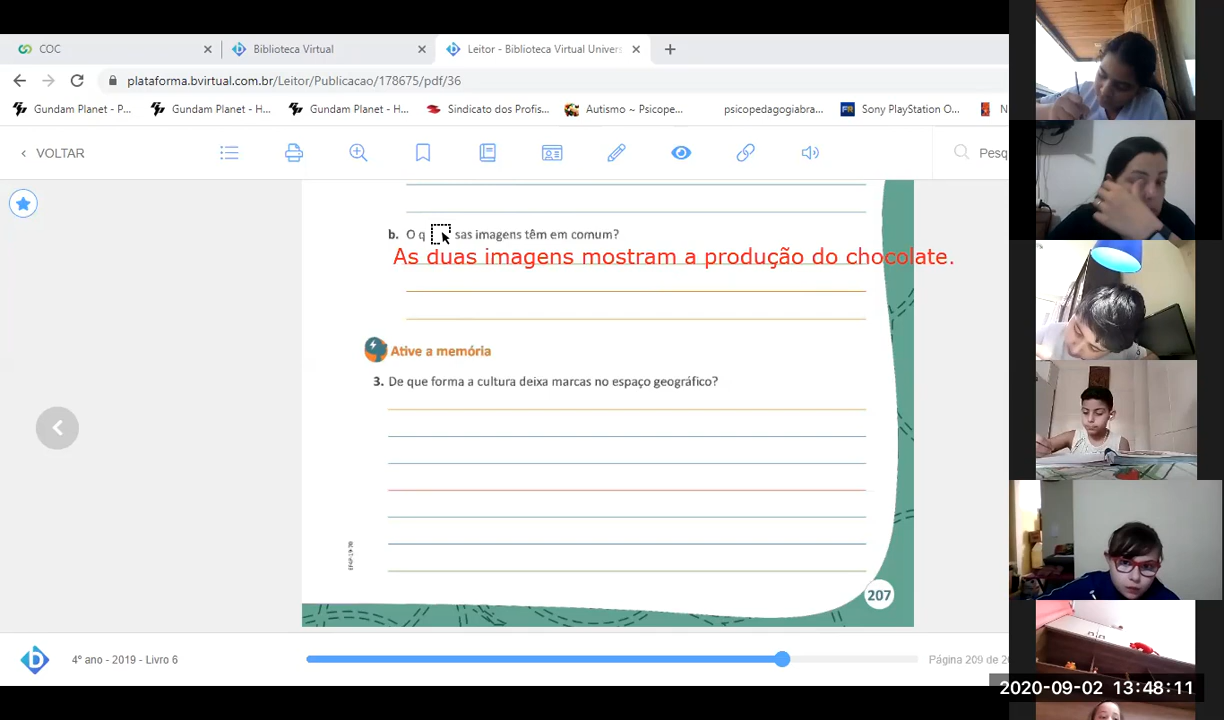 COC
Biblioteca Virtual
Leitor - Biblioteca Virtual Univers
plataforma.bvirtual.com.br/Leitor/Publicacao/178675/pdf/36
Gundam Planet - P...
Gundam Planet - H...
Gundam Planet - H...
Sindicato dos Profis...
Autismo ~ Psicope...
psicopedagogiabra...
Sony PlayStation O...
N
VOLTAR
Pesq
b. O q sas imagens têm em comum?
As duas imagens mostram a produção do chocolate.
Ative a memória
3. De que forma a cultura deixa marcas no espaço geográfico?
207
4º ano - 2019 - Livro 6
Página 209 de 2
2020-09-02 13:48:11